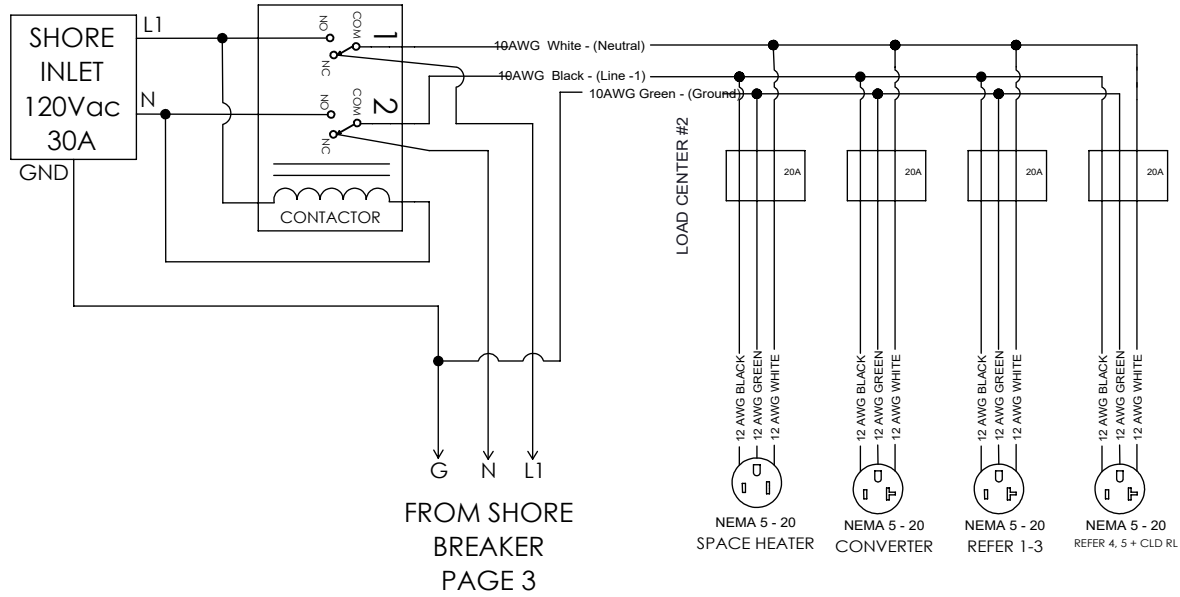 SHORE
INLET
120Vac
30A
L1
N
GND
NO
COM
NC
1
NO
COM
NC
2
CONTACTOR
10AWG White - (Neutral)
10AWG Black - (Line -1)
10AWG Green - (Ground)
LOAD CENTER #2
20A
20A
20A
20A
12 AWG BLACK
12 AWG GREEN
12 AWG WHITE
12 AWG BLACK
12 AWG GREEN
12 AWG WHITE
12 AWG BLACK
12 AWG GREEN
12 AWG WHITE
12 AWG BLACK
12 AWG GREEN
12 AWG WHITE
NEMA 5 - 20
SPACE HEATER
NEMA 5 - 20
CONVERTER
NEMA 5 - 20
REFER 1-3
NEMA 5 - 20
REFER 4, 5 + CLD RL
G
N
L1
FROM SHORE
BREAKER
PAGE 3